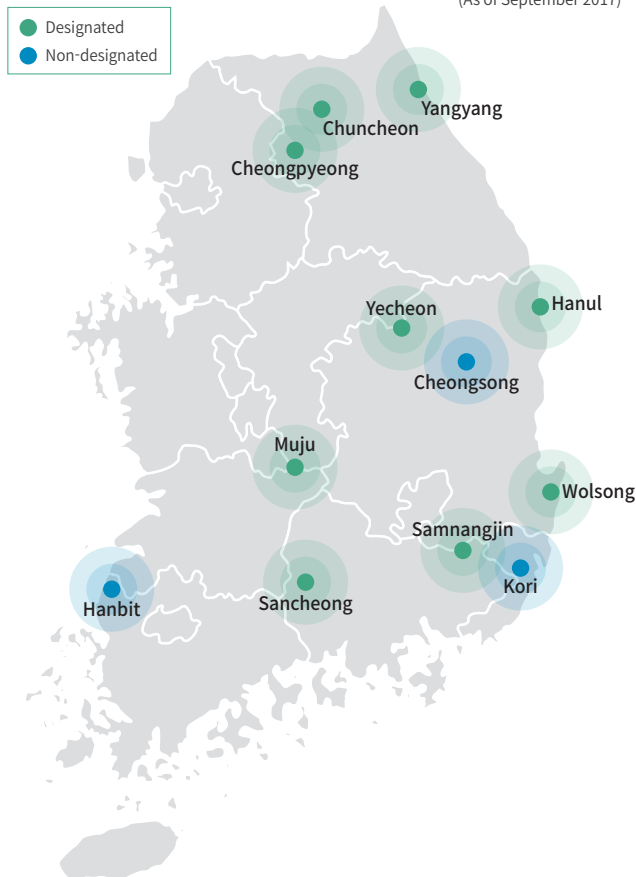 (As of September 2017)
Designated
Non-designated
Yangyang
Chuncheon
Cheongpyeong
Hanul
Yecheon
Cheongsong
Muju
Wolsong
Samnangjin
Kori
Hanbit
Sancheong